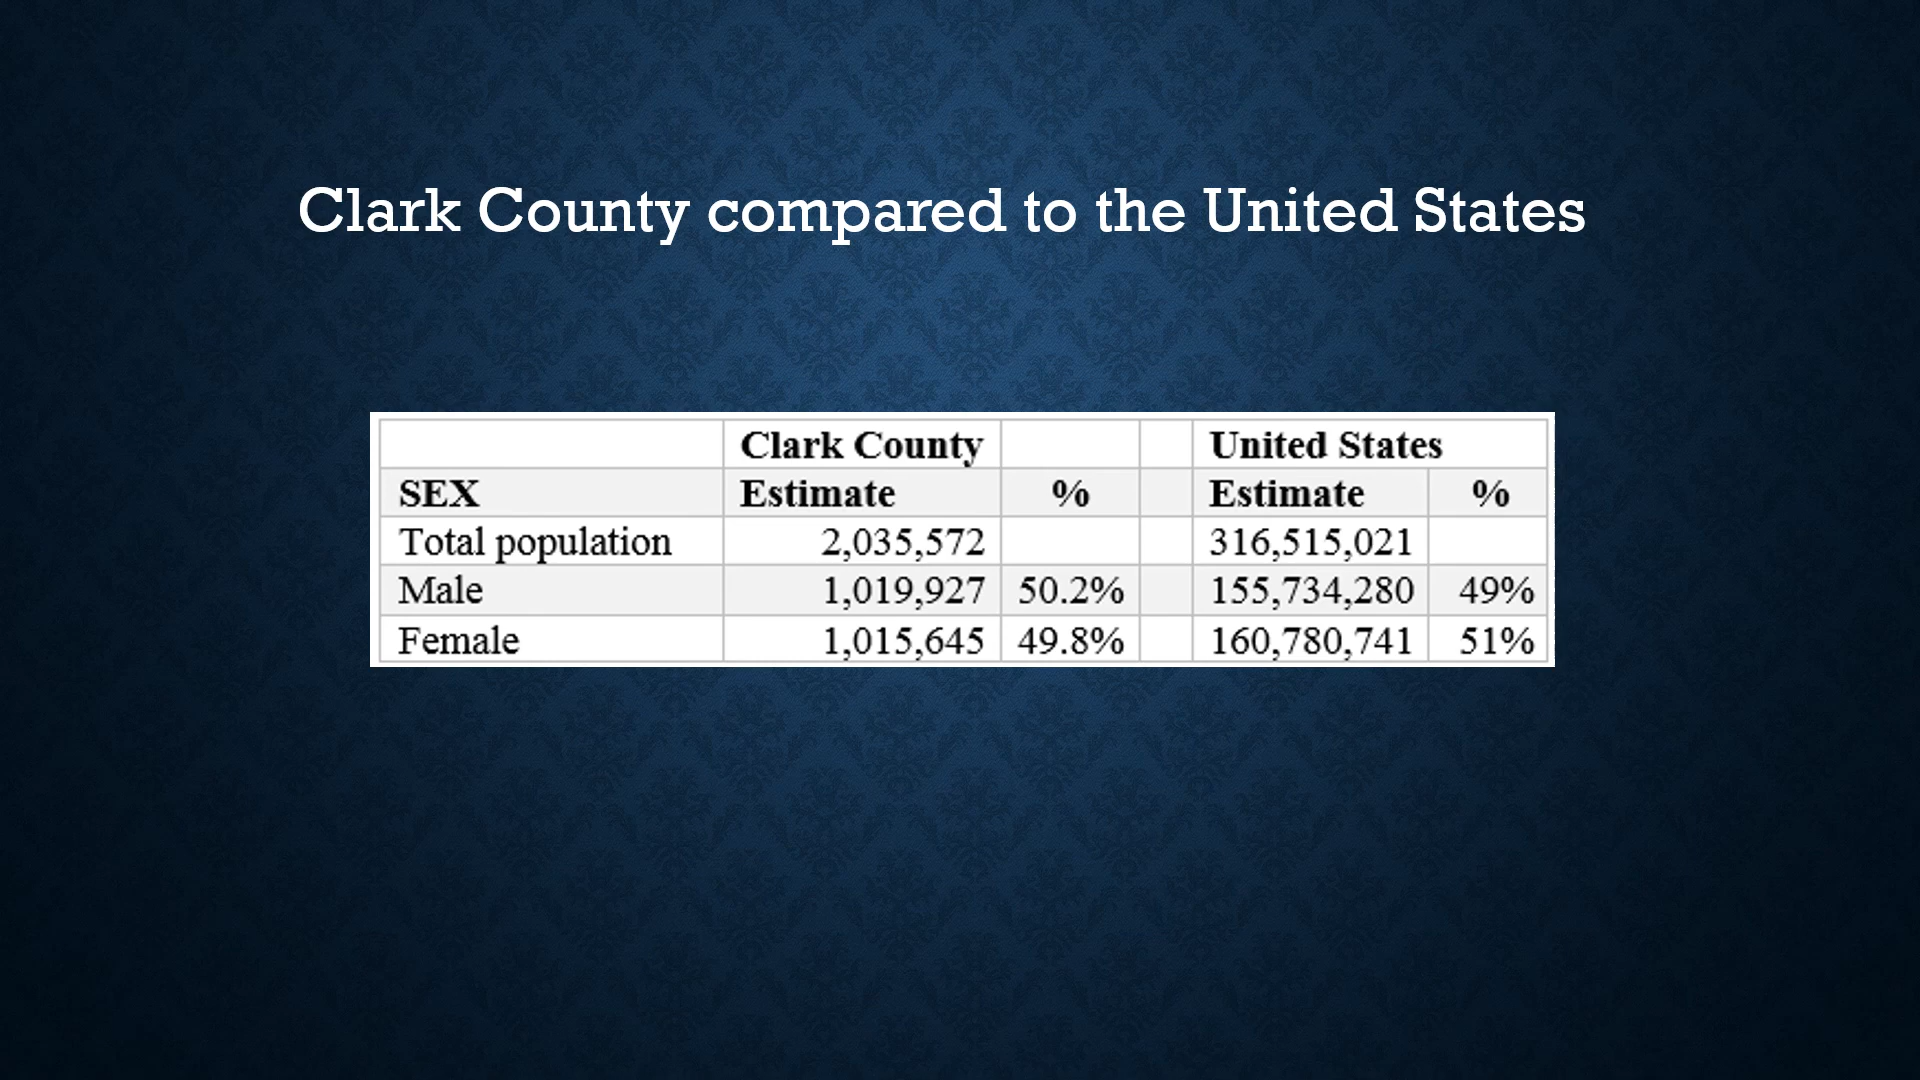 Clark County compared to the United States
Clark County United States
SEX Estimate % Estimate %
Total population 2,035,572 316,515,021
Male 1,019,927 50.2% 155,734,280 49%
Female 1,015,645 49.8% 160,780,741 51%